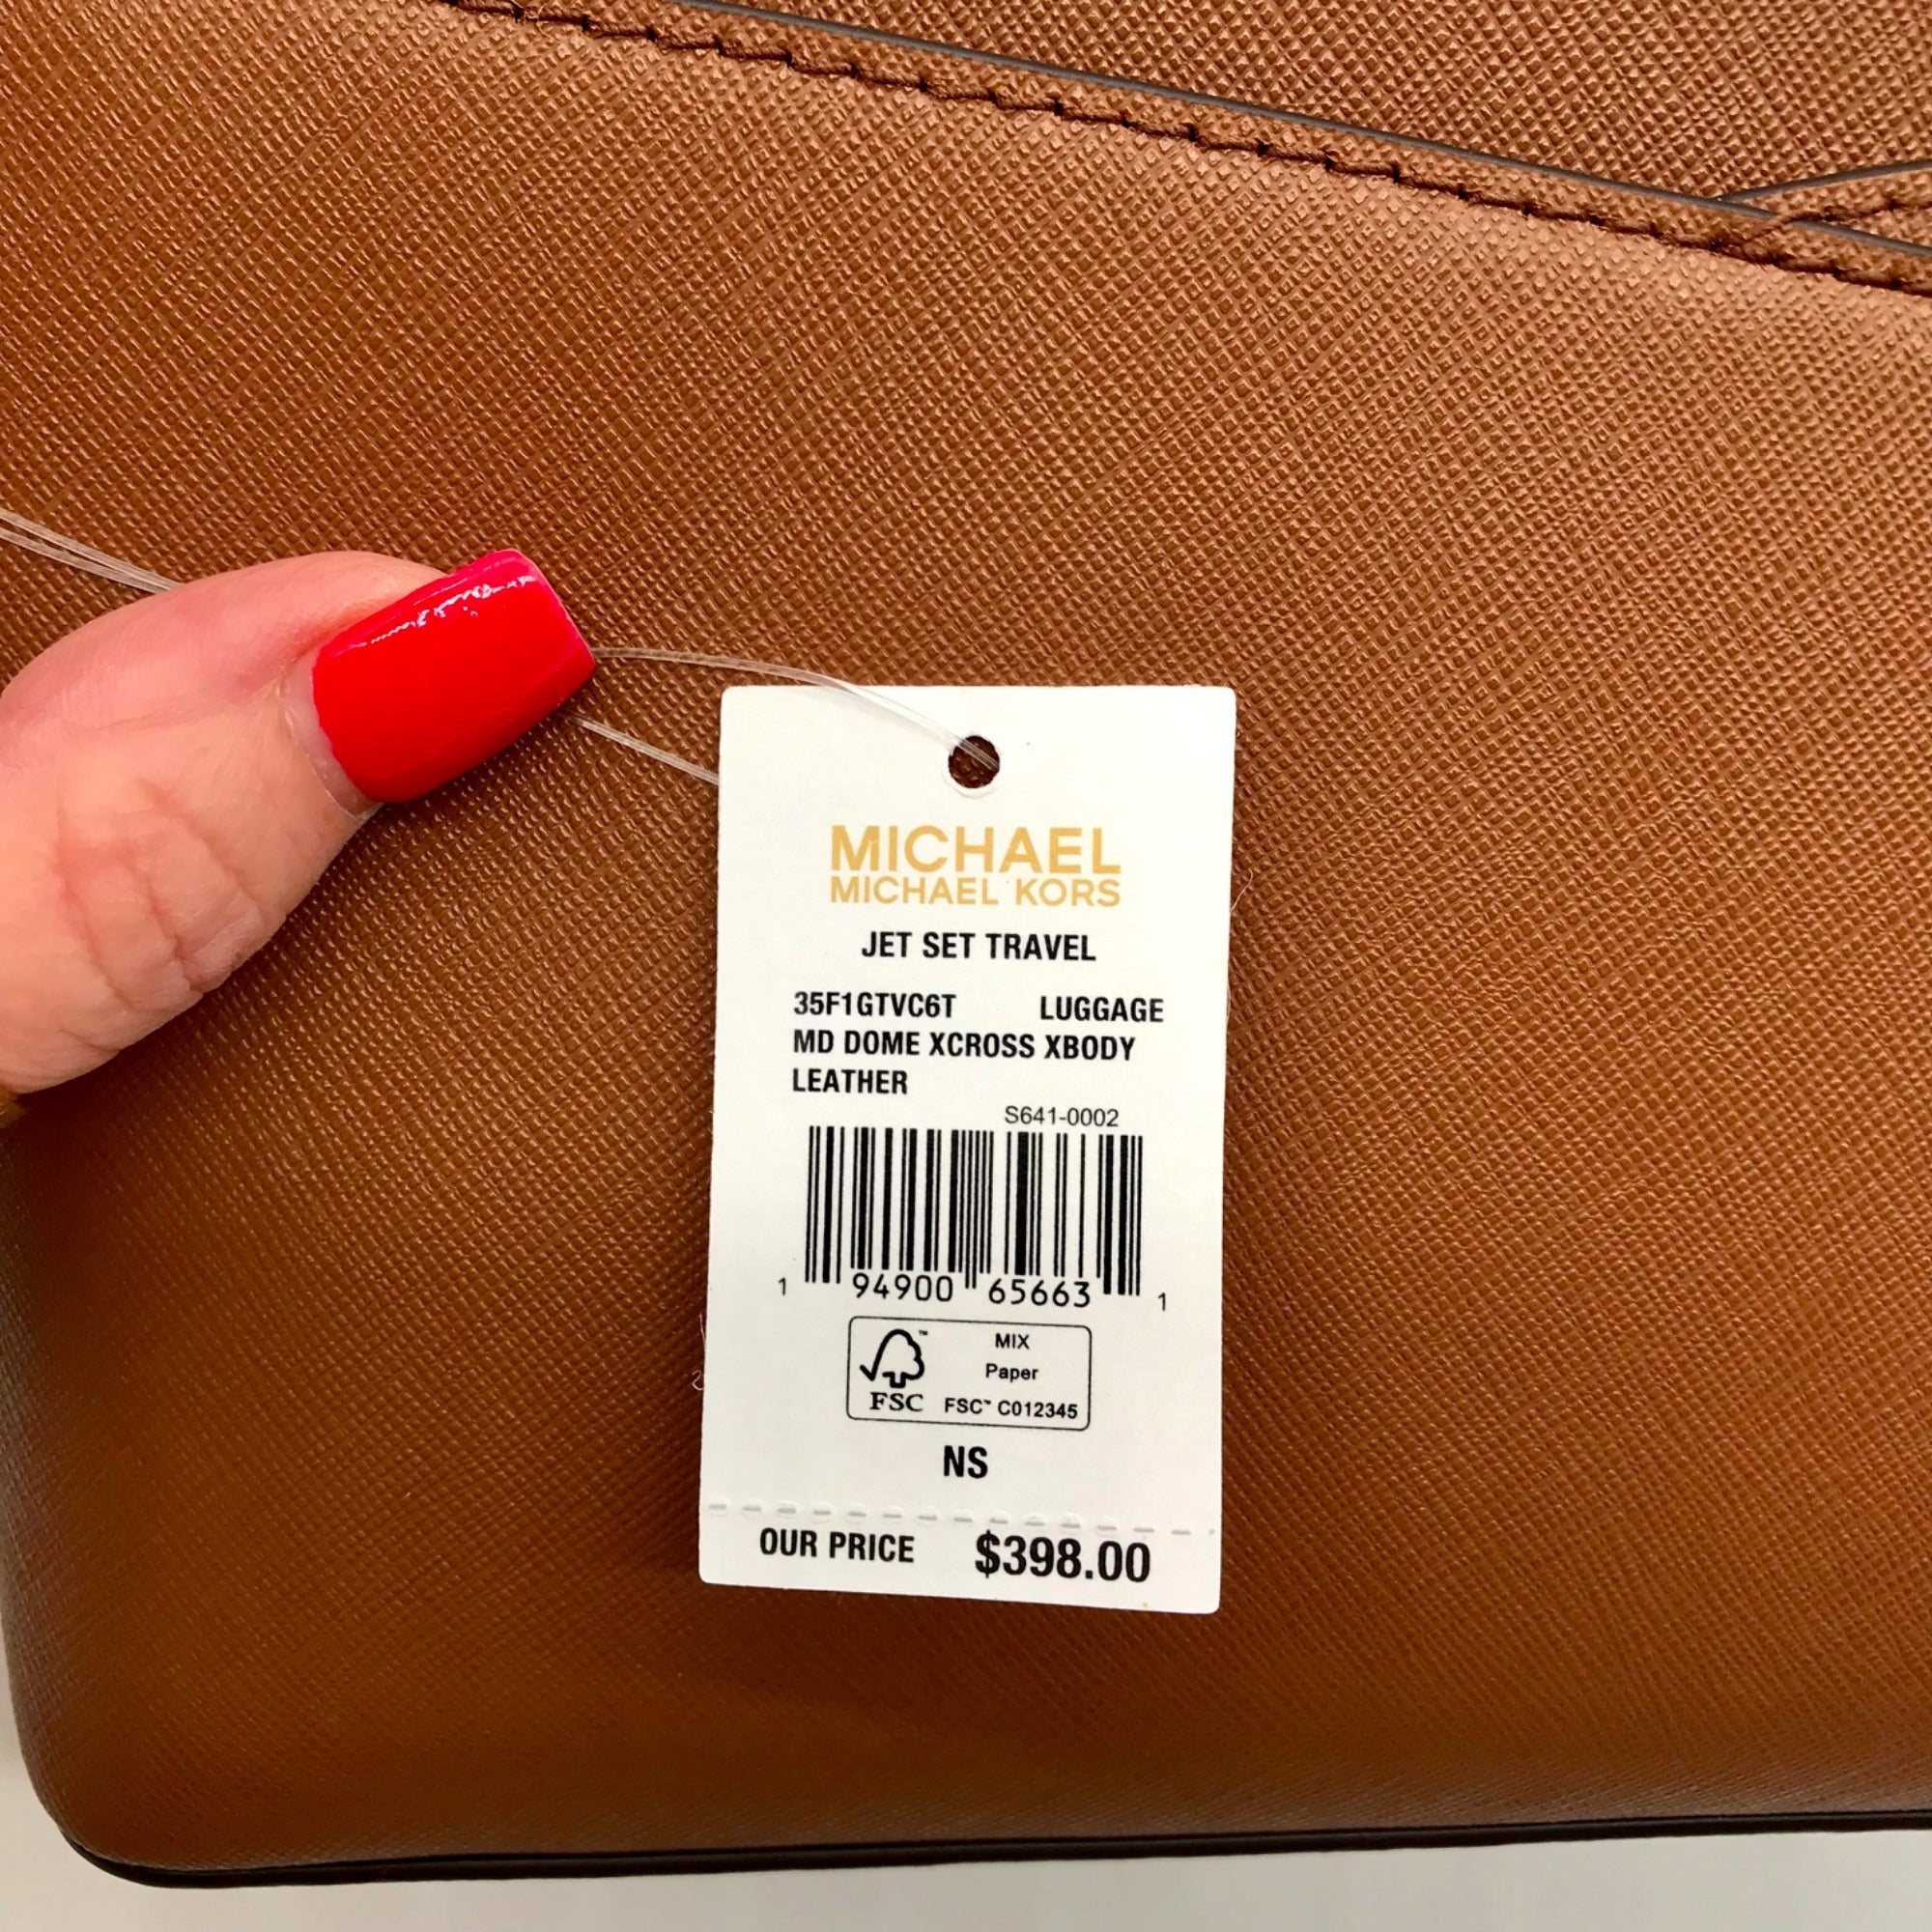 MICHAEL
MICHAEL KORS
JET SET TRAVEL
35F1GTVC6T LUGGAGE
MD DOME XCROSS XBODY
LEATHER
S641-0002
1 94900 65663 1
MIX
Paper
FSC™ C012345
™
FSC
NS
OUR PRICE $398.00